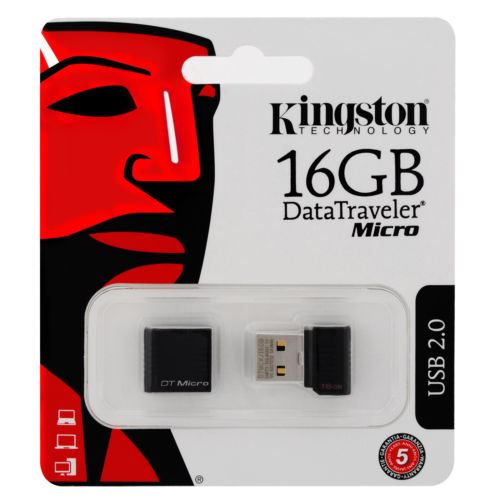 Kingston®
TECHNOLOGY
16GB
DataTraveler®
Micro
USB 2.0
DT Micro
16GB
5